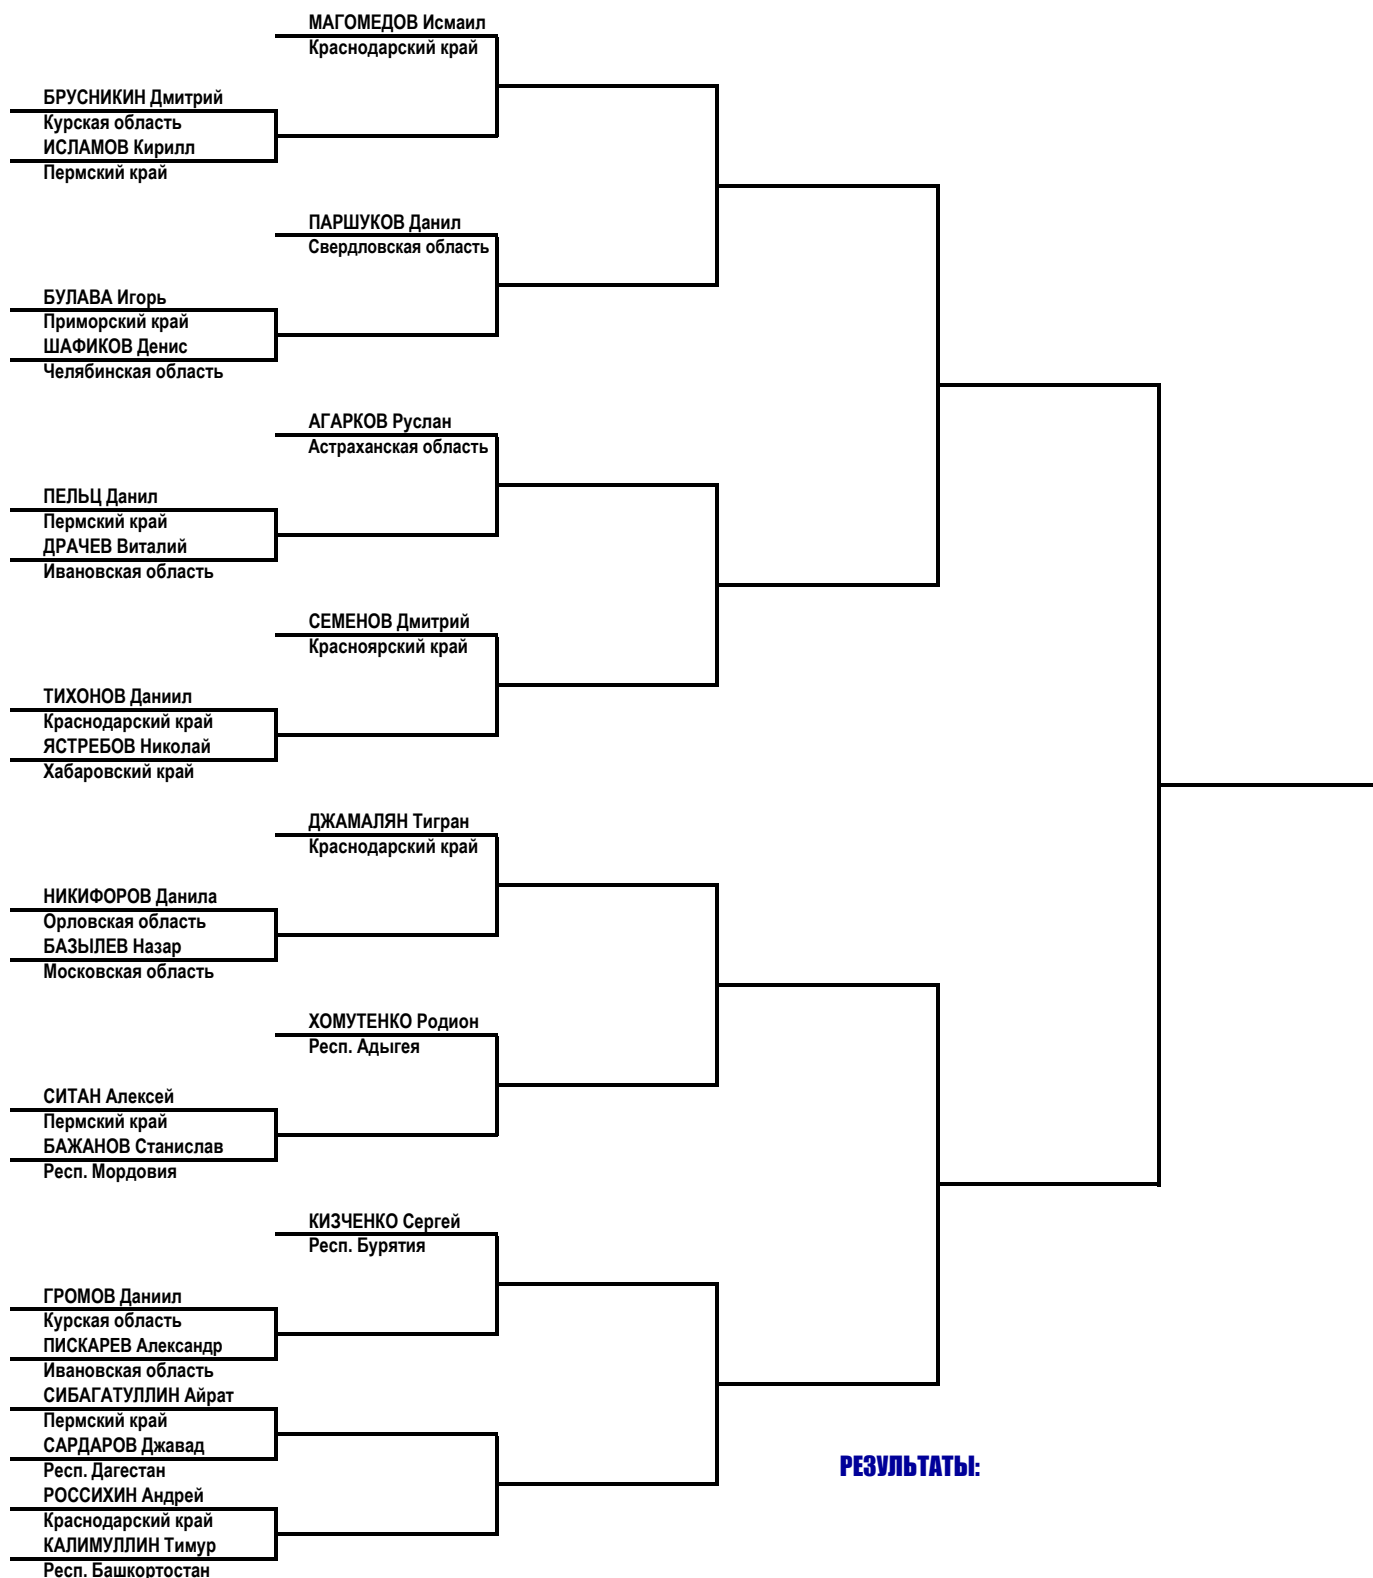 МАГОМЕДОВ Исмаил
Краснодарский край
БРУСНИКИН Дмитрий
Курская область
ИСЛАМОВ Кирилл
Пермский край
ПАРШУКОВ Данил
Свердловская область
БУЛАВА Игорь
Приморский край
ШАФИКОВ Денис
Челябинская область
АГАРКОВ Руслан
Астраханская область
ПЕЛЬЦ Данил
Пермский край
ДРАЧЕВ Виталий
Ивановская область
СЕМЕНОВ Дмитрий
Красноярский край
ТИХОНОВ Даниил
Краснодарский край
ЯСТРЕБОВ Николай
Хабаровский край
ДЖАМАЛЯН Тигран
Краснодарский край
НИКИФОРОВ Данила
Орловская область
БАЗЫЛЕВ Назар
Московская область
ХОМУТЕНКО Родион
Респ. Адыгея
СИТАН Алексей
Пермский край
БАЖАНОВ Станислав
Респ. Мордовия
КИЗЧЕНКО Сергей
Респ. Бурятия
ГРОМОВ Даниил
Курская область
ПИСКАРЕВ Александр
Ивановская область
СИБАГАТУЛЛИН Айрат
Пермский край
САРДАРОВ Джавад
Респ. Дагестан
РЕЗУЛЬТАТЫ:
РОССИХИН Андрей
Краснодарский край
КАЛИМУЛЛИН Тимур
Респ. Башкортостан